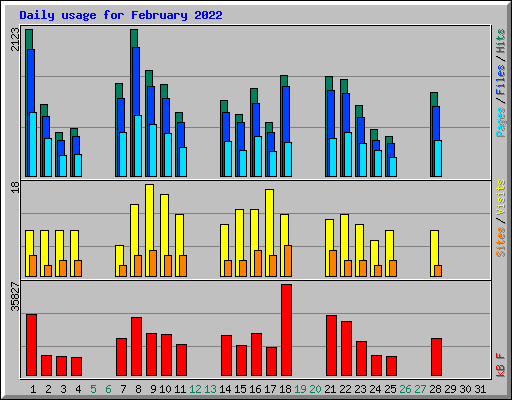 Daily usage for February 2022
2123
Pages / Files / Hits
18
Sites / Visits
35827
kB F
1 2 3 4 5 6 7 8 9 10 11 12 13 14 15 16 17 18 19 20 21 22 23 24 25 26 27 28 29 30 31